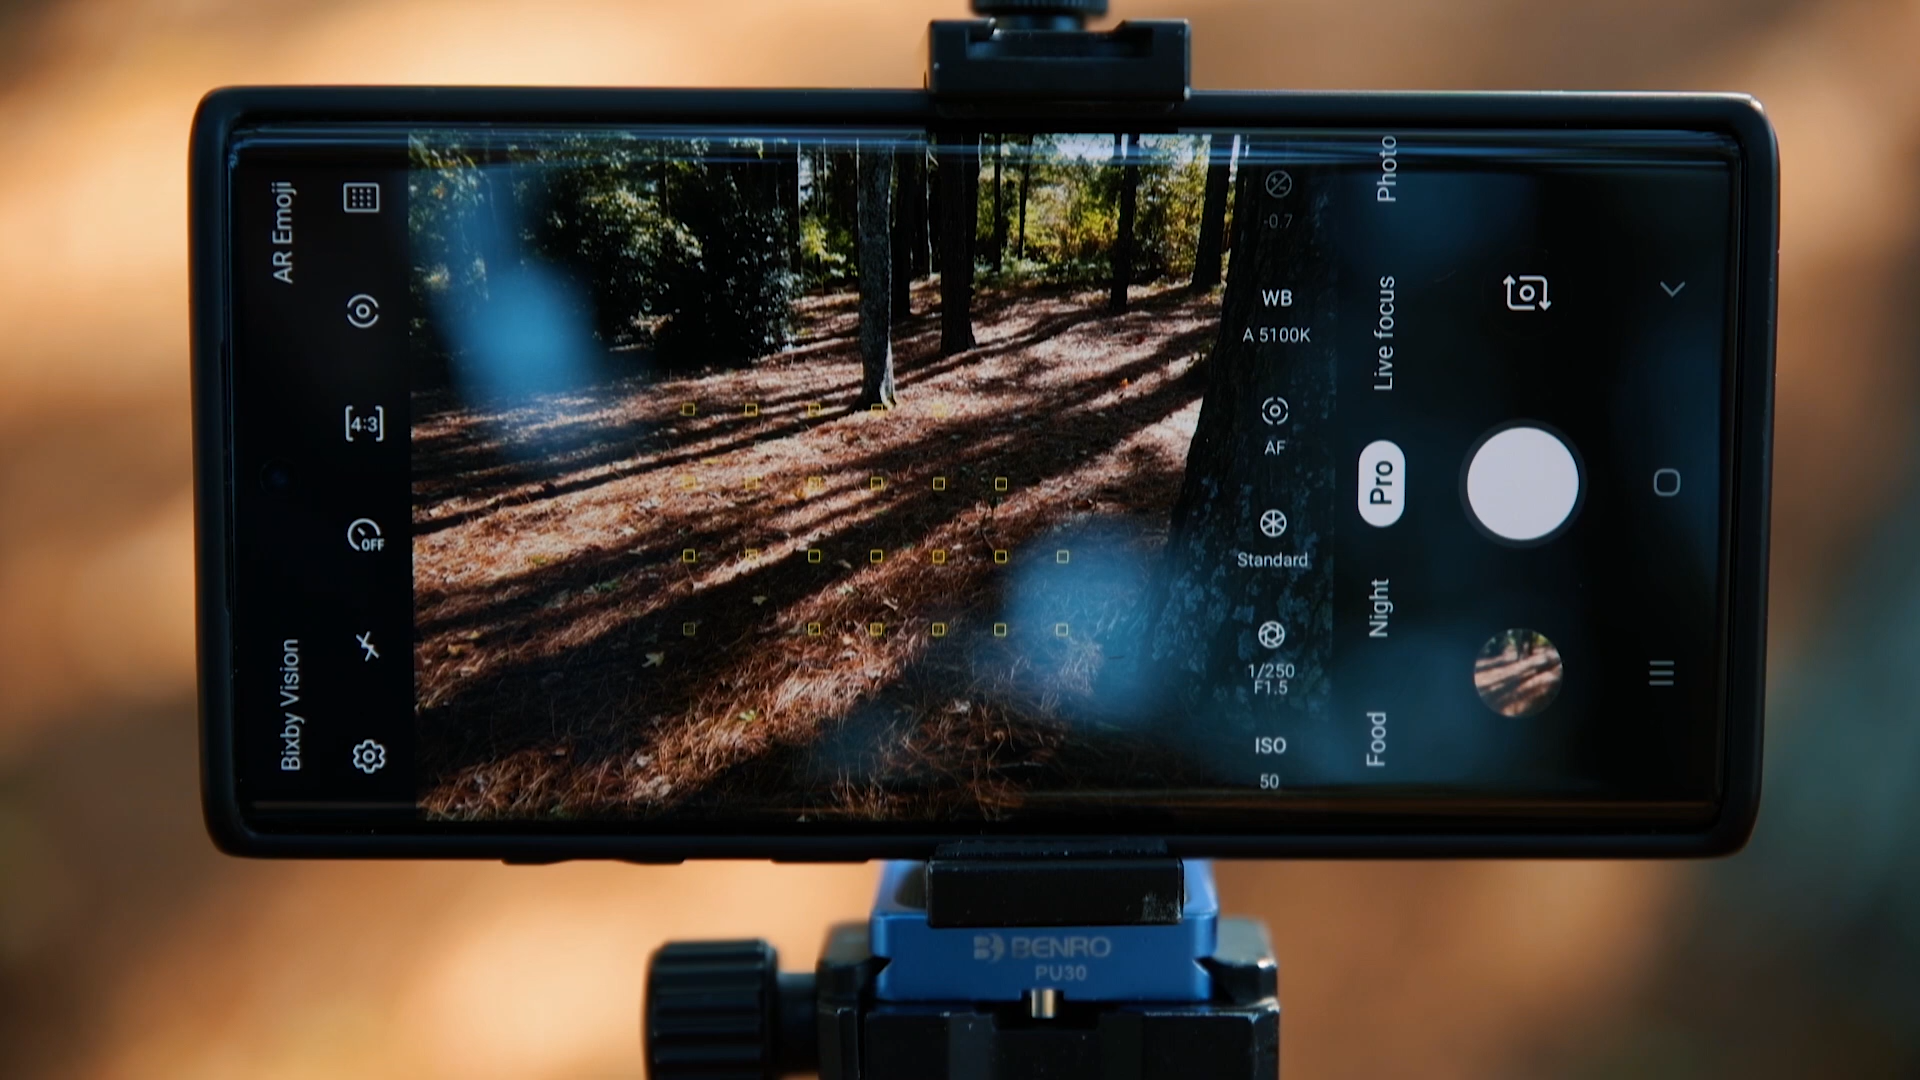 AR Emoji
Bixby Vision
4:3
OFF
-0.7
WB
A 5100K
AF
Standard
1/250
F1.5
ISO
50
Photo
Live focus
Pro
Night
Food
BENRO
PU30